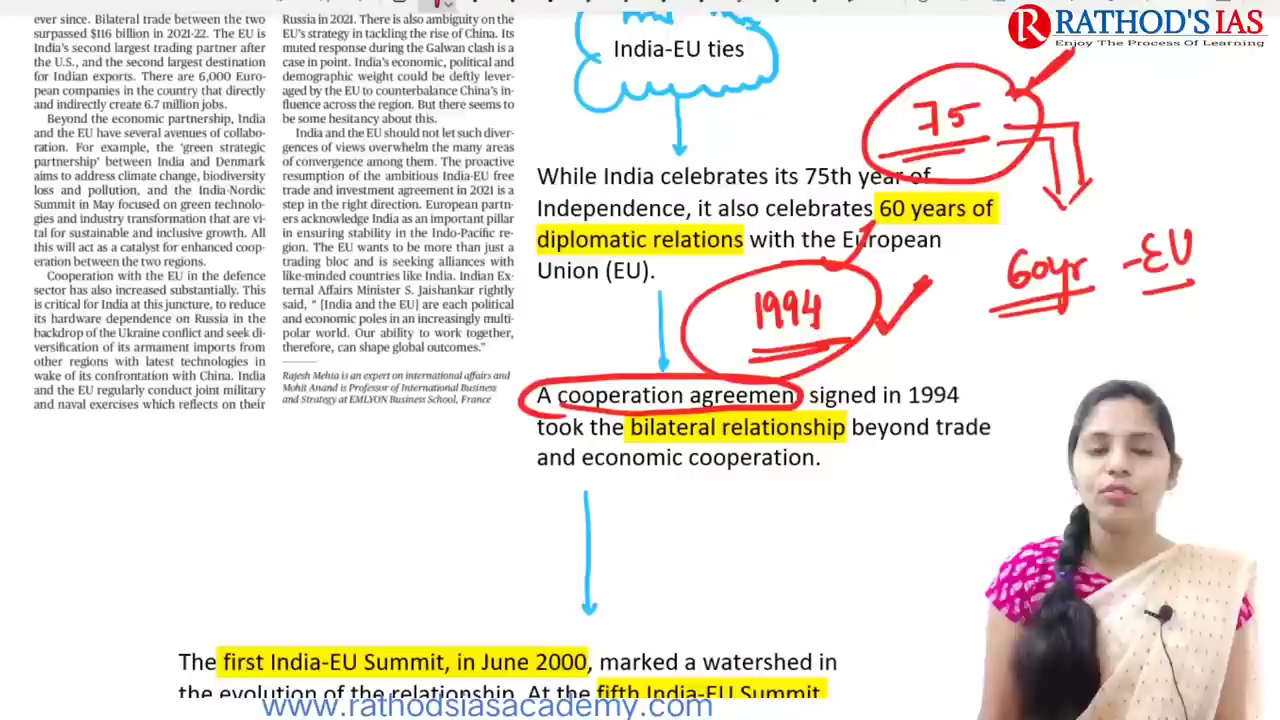 ever since. Bilateral trade between the two
surpassed $116 billion in 2021-22. The EU is
India's second largest trading partner after
the U.S., and the second largest destination
for Indian exports. There are 6,000 Euro-
pean companies in the country that directly
and indirectly create 6.7 million jobs.
Beyond the economic partnership, India
and the EU have several avenues of collabo-
ration. For example, the 'green strategic
partnership' between India and Denmark
aims to address climate change, biodiversity
loss and pollution, and the India-Nordic
Summit in May focused on green technolo-
gies and industry transformation that are vi-
tal for sustainable and inclusive growth. All
this will act as a catalyst for enhanced coop-
eration between the two regions.
Cooperation with the EU in the defence
sector has also increased substantially. This
is critical for India at this juncture, to reduce
its hardware dependence on Russia in the
backdrop of the Ukraine conflict and seek di-
versification of its armament imports from
other regions with latest technologies in
wake of its confrontation with China. India
and the EU regularly conduct joint military
and naval exercises which reflects on their
Russia in 2021. There is also ambiguity on the
EU's strategy in tackling the rise of China. Its
muted response during the Galwan clash is a
case in point. India's economic, political and
demographic weight could be deftly lever-
aged by the EU to counterbalance China's in-
fluence across the region. But there seems to
be some hesitancy about this.
India and the EU should not let such diver-
gences of views overwhelm the many areas
of convergence among them. The proactive
resumption of the ambitious India-EU free
trade and investment agreement in 2021 is a
step in the right direction. European part-
ners acknowledge India as an important pillar
in ensuring stability in the Indo-Pacific re-
gion. The EU wants to be more than just a
trading bloc and is seeking alliances with
like-minded countries like India. Indian Ex-
ternal Affairs Minister S. Jaishankar rightly
said, " [India and the EU] are each political
and economic poles in an increasingly multi-
polar world. Our ability to work together,
therefore, can shape global outcomes."
Rajesh Mehta is an expert on international affairs and
Mohit Anand is Professor of International Business
and Strategy at EMLYON Business School, France
India-EU ties
RATHOD'S IAS
Enjoy The Process Of Learning
75
While India celebrates its 75th year of
Independence, it also celebrates 60 years of
diplomatic relations with the European
Union (EU).
60yr - EU
1994
A cooperation agreemen signed in 1994
took the bilateral relationship beyond trade
and economic cooperation.
The first India-EU Summit, in June 2000, marked a watershed in
the evolution of the relationship. At the fifth India-EU Summit
www.rathodsiasacademy.com